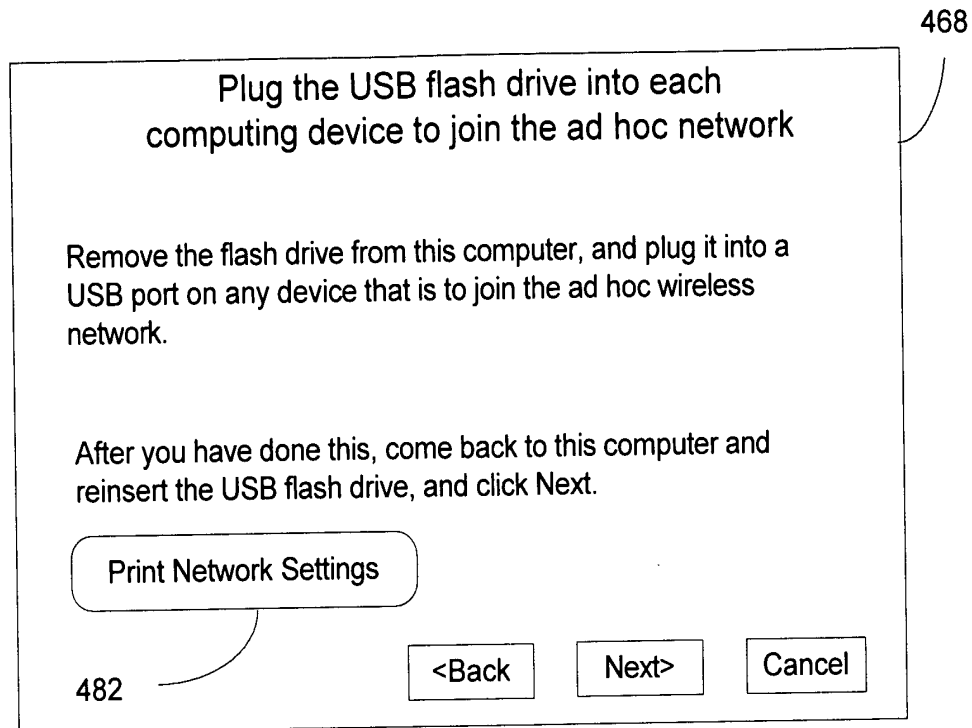 468
Plug the USB flash drive into each
computing device to join the ad hoc network
Remove the flash drive from this computer, and plug it into a
USB port on any device that is to join the ad hoc wireless
network.
After you have done this, come back to this computer and
reinsert the USB flash drive, and click Next.
Print Network Settings
482
<Back
Next>
Cancel